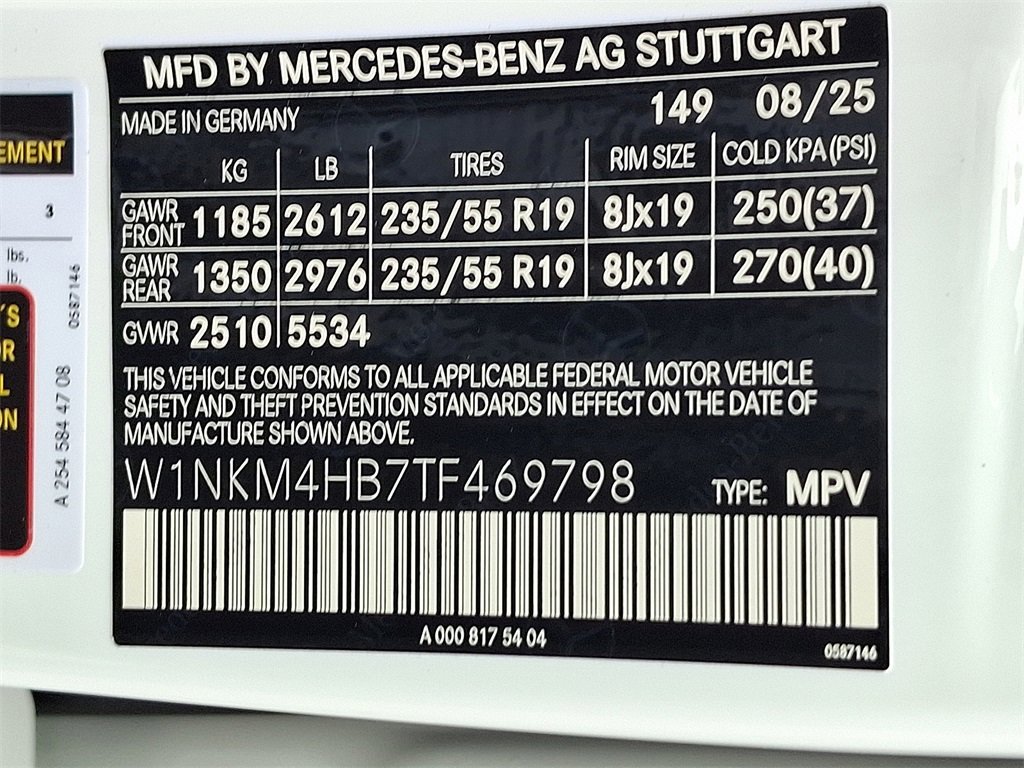 MFD BY MERCEDES-BENZ AG STUTTGART
MADE IN GERMANY 149 08/25
KG LB TIRES RIM SIZE COLD KPA(PSI)
GAWR FRONT 1185 2612 235/55 R19 8Jx19 250(37)
GAWR REAR 1350 2976 235/55 R19 8Jx19 270(40)
GVWR 2510 5534
THIS VEHICLE CONFORMS TO ALL APPLICABLE FEDERAL MOTOR VEHICLE
SAFETY AND THEFT PREVENTION STANDARDS IN EFFECT ON THE DATE OF
MANUFACTURE SHOWN ABOVE.
W1NKM4HB7TF469798 TYPE: MPV
A 000 817 54 04
0587146
EMENT
3
lbs.
lb.
'S
OR
L
ON
A 254 584 47 08
0587146